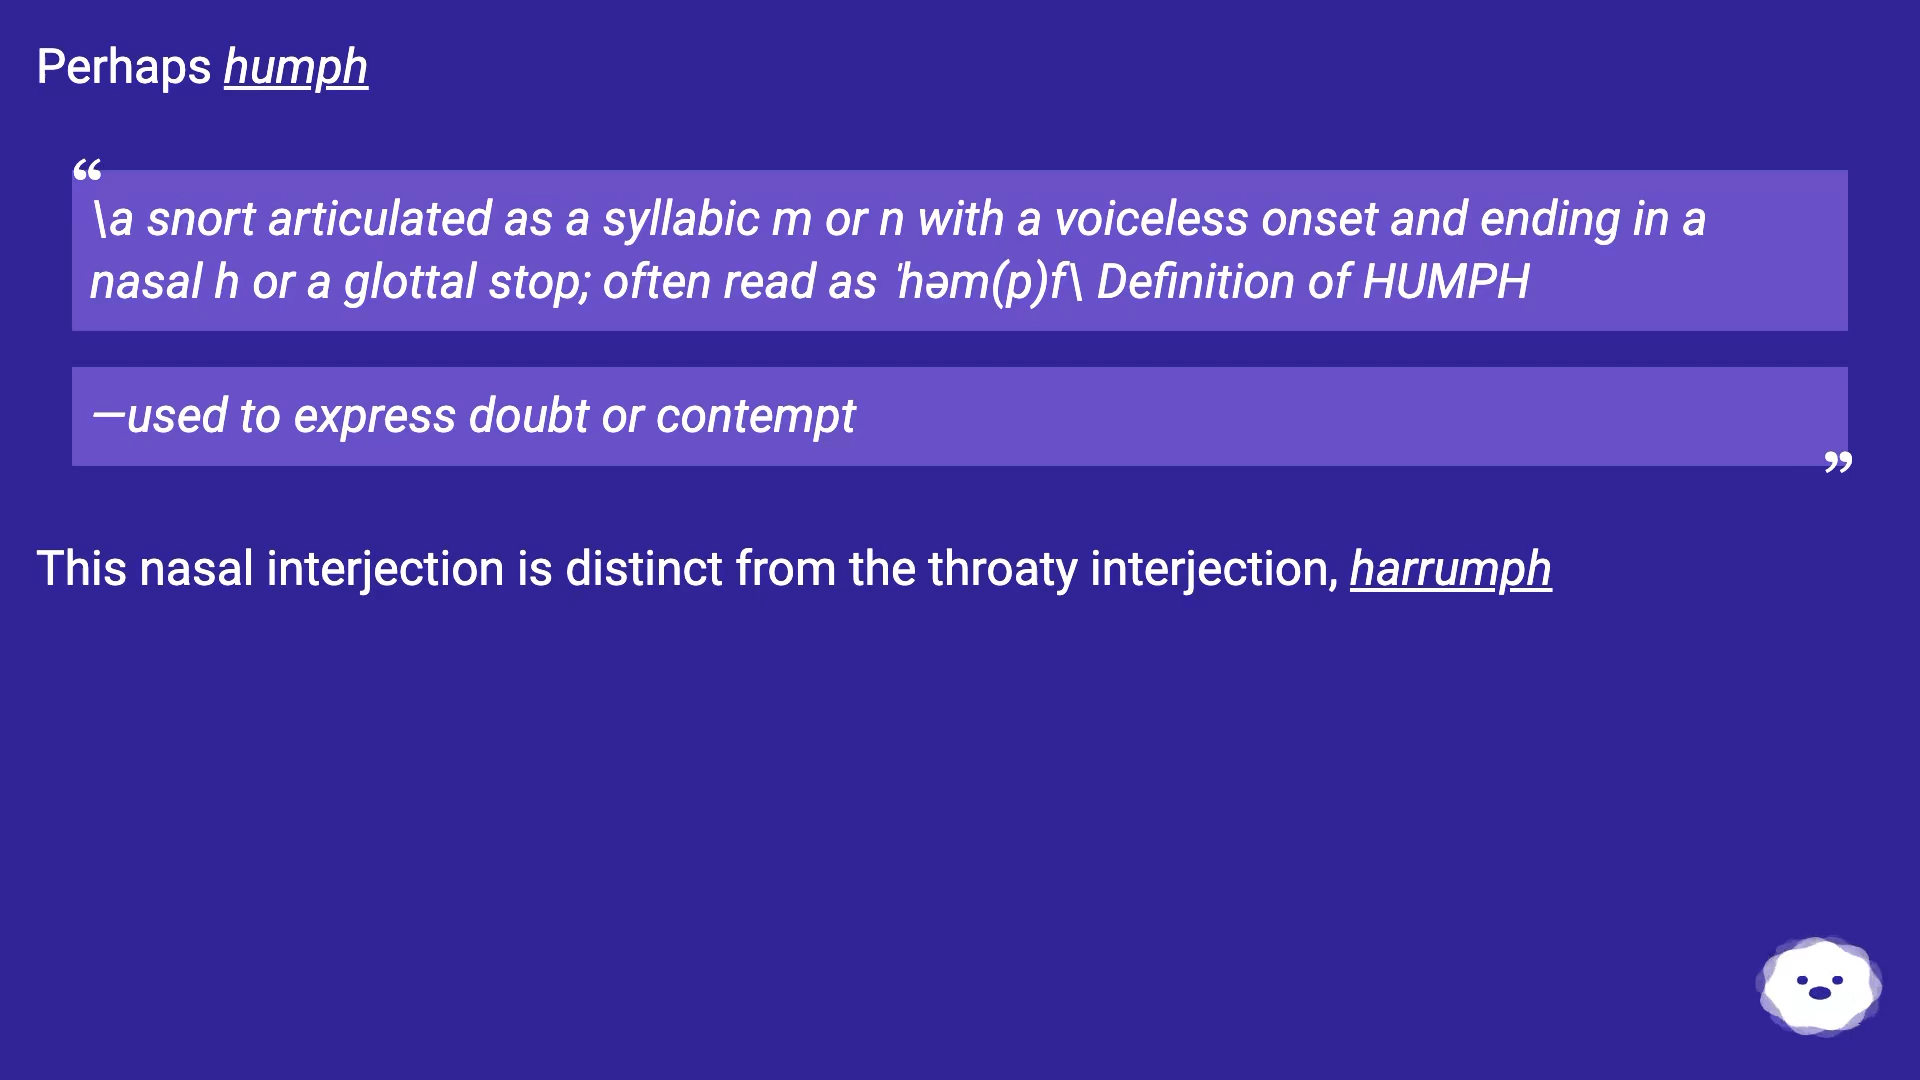 Perhaps humph
“
\a snort articulated as a syllabic m or n with a voiceless onset and ending in a
nasal h or a glottal stop; often read as ˈhəm(p)f\ Definition of HUMPH
—used to express doubt or contempt
”
This nasal interjection is distinct from the throaty interjection, harrumph